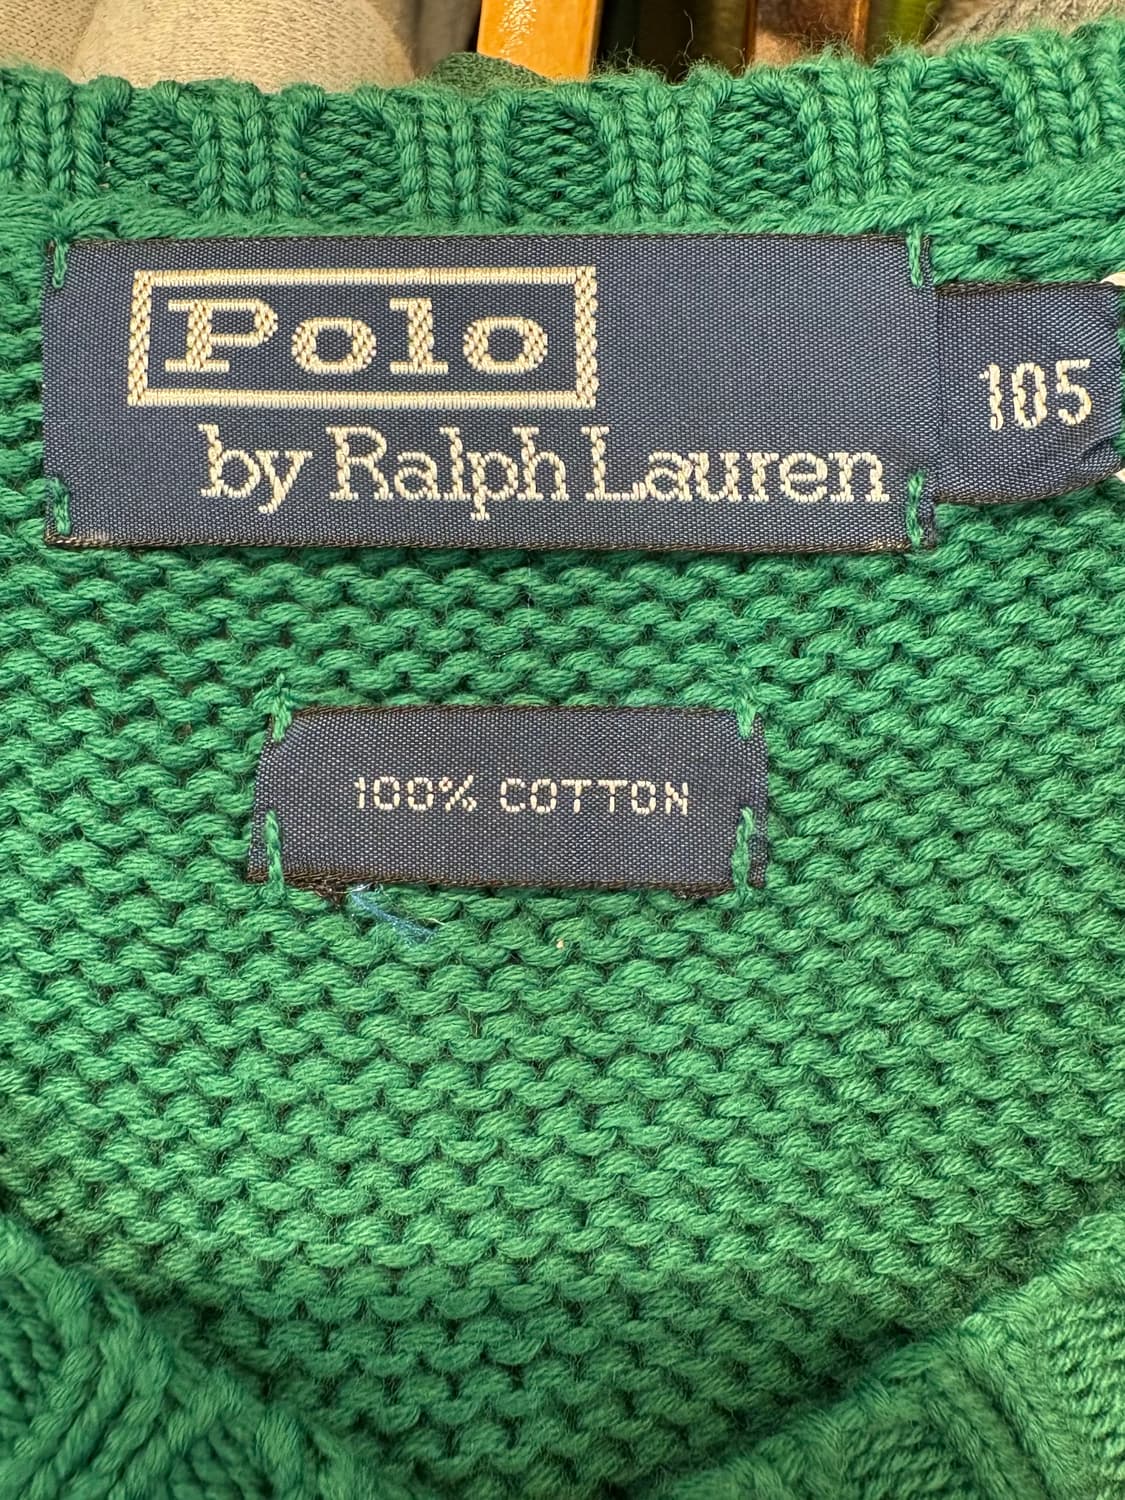 Polo
by Ralph Lauren
105
100% COTTON